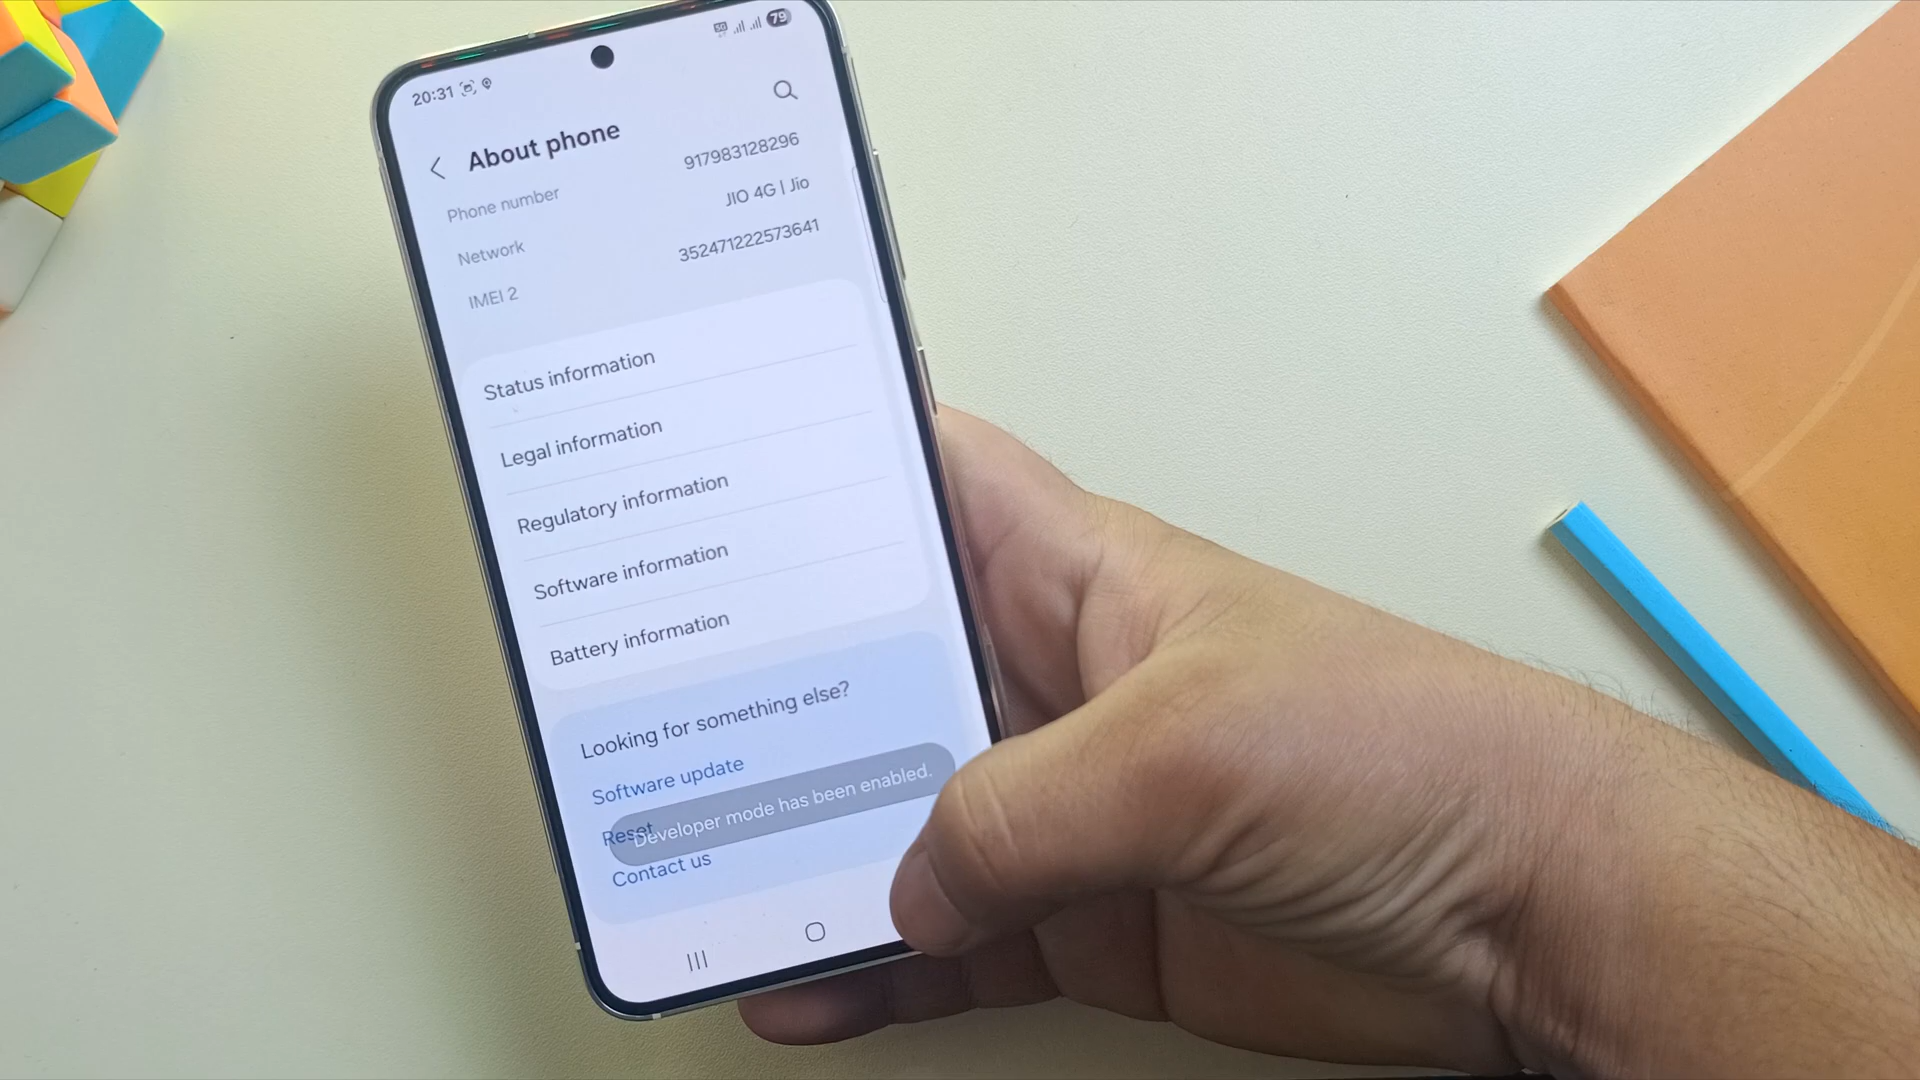 20:31
5G
79
About phone
Phone number 917983128296
Network JIO 4G | Jio
IMEI 2 352471222573641
Status information
Legal information
Regulatory information
Software information
Battery information
Looking for something else?
Software update
Reset
Developer mode has been enabled.
Contact us